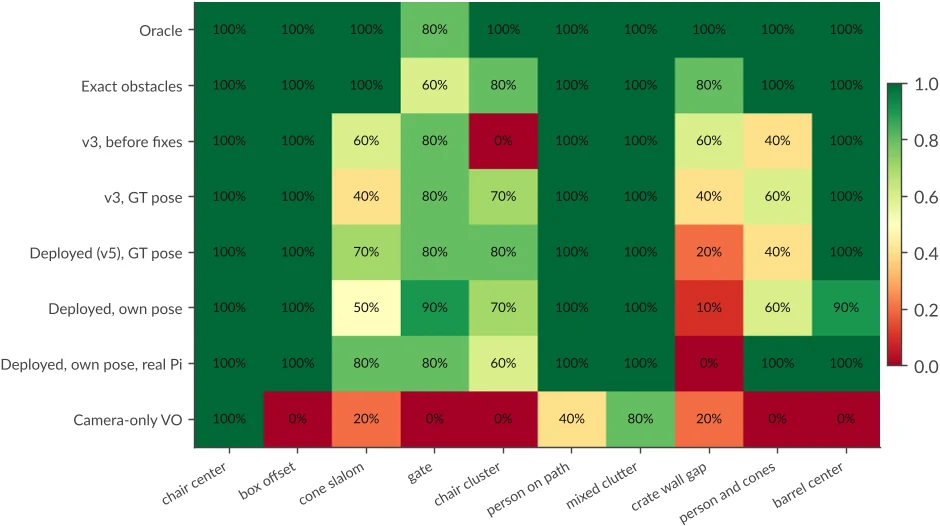 Oracle 100% 100% 100% 80% 100% 100% 100% 100% 100% 100%
Exact obstacles 100% 100% 100% 60% 80% 100% 100% 80% 100% 100%
v3, before fixes 100% 100% 60% 80% 0% 100% 100% 60% 40% 100%
v3, GT pose 100% 100% 40% 80% 70% 100% 100% 40% 60% 100%
Deployed (v5), GT pose 100% 100% 70% 80% 80% 100% 100% 20% 40% 100%
Deployed, own pose 100% 100% 50% 90% 70% 100% 100% 10% 60% 90%
Deployed, own pose, real Pi 100% 100% 80% 80% 60% 100% 100% 0% 100% 100%
Camera-only VO 100% 0% 20% 0% 0% 40% 80% 20% 0% 0%
chair center
box offset
cone slalom
gate
chair cluster
person on path
mixed clutter
crate wall gap
person and cones
barrel center
1.0
0.8
0.6
0.4
0.2
0.0